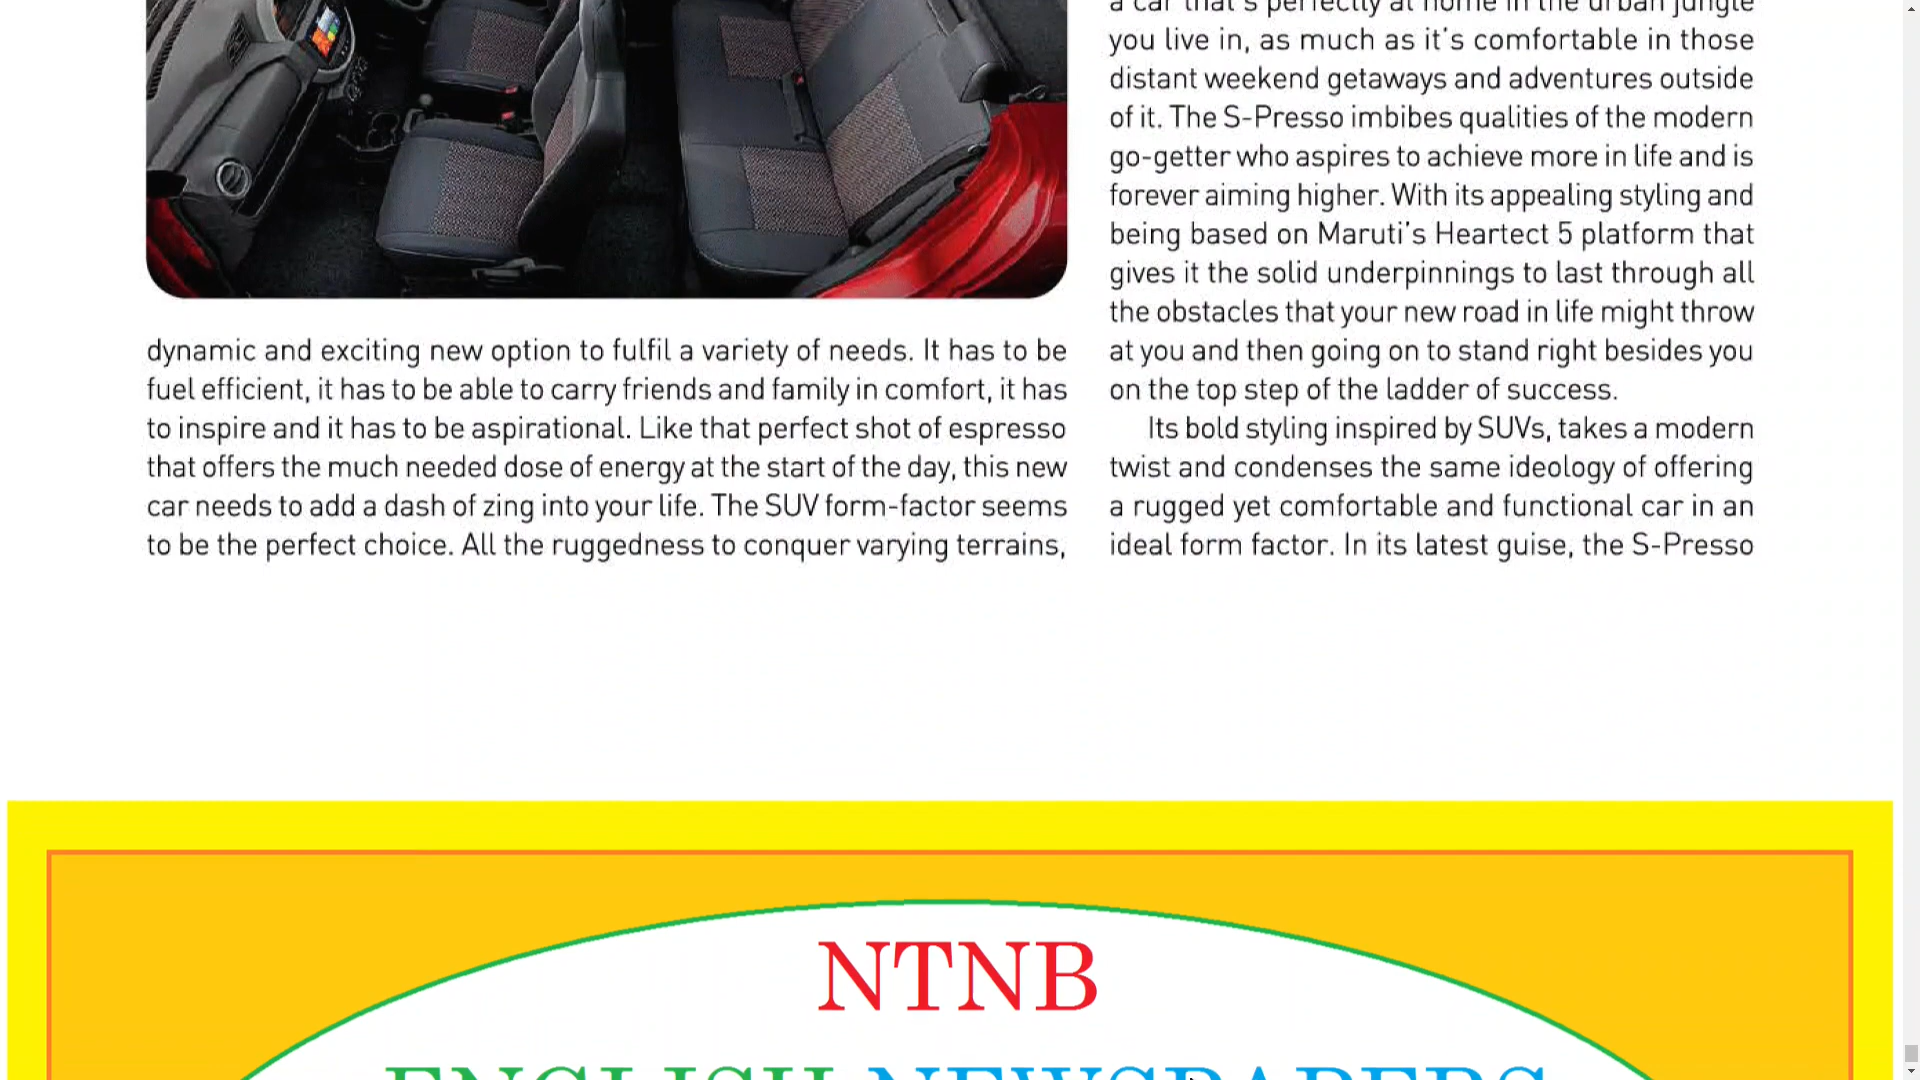 dynamic and exciting new option to fulfil a variety of needs. It has to be
fuel efficient, it has to be able to carry friends and family in comfort, it has
to inspire and it has to be aspirational. Like that perfect shot of espresso
that offers the much needed dose of energy at the start of the day, this new
car needs to add a dash of zing into your life. The SUV form-factor seems
to be the perfect choice. All the ruggedness to conquer varying terrains,
a car that's perfectly at home in the urban jungle
you live in, as much as it's comfortable in those
distant weekend getaways and adventures outside
of it. The S-Presso imbibes qualities of the modern
go-getter who aspires to achieve more in life and is
forever aiming higher. With its appealing styling and
being based on Maruti's Heartect 5 platform that
gives it the solid underpinnings to last through all
the obstacles that your new road in life might throw
at you and then going on to stand right besides you
on the top step of the ladder of success.
Its bold styling inspired by SUVs, takes a modern
twist and condenses the same ideology of offering
a rugged yet comfortable and functional car in an
ideal form factor. In its latest guise, the S-Presso
NTNB
ENGLISH NEWSPAPERS